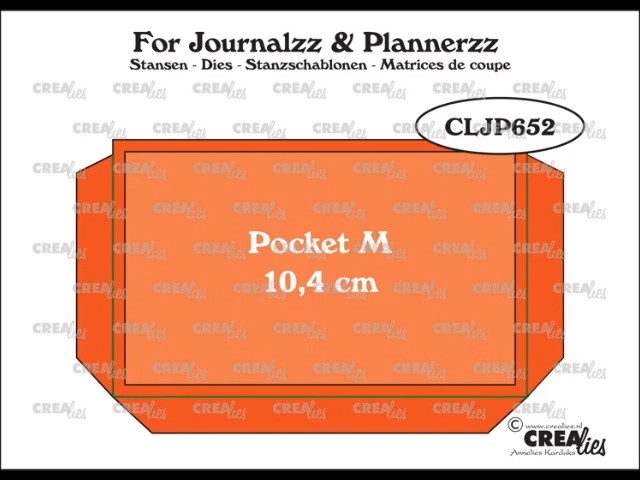 For Journalzz & Plannerzz
Stansen - Dies - Stanzschablonen - Matrices de coupe
CLJP652
Pocket M
10,4 cm
© www.crealies.nl
CREAlies
Annelies Karduks